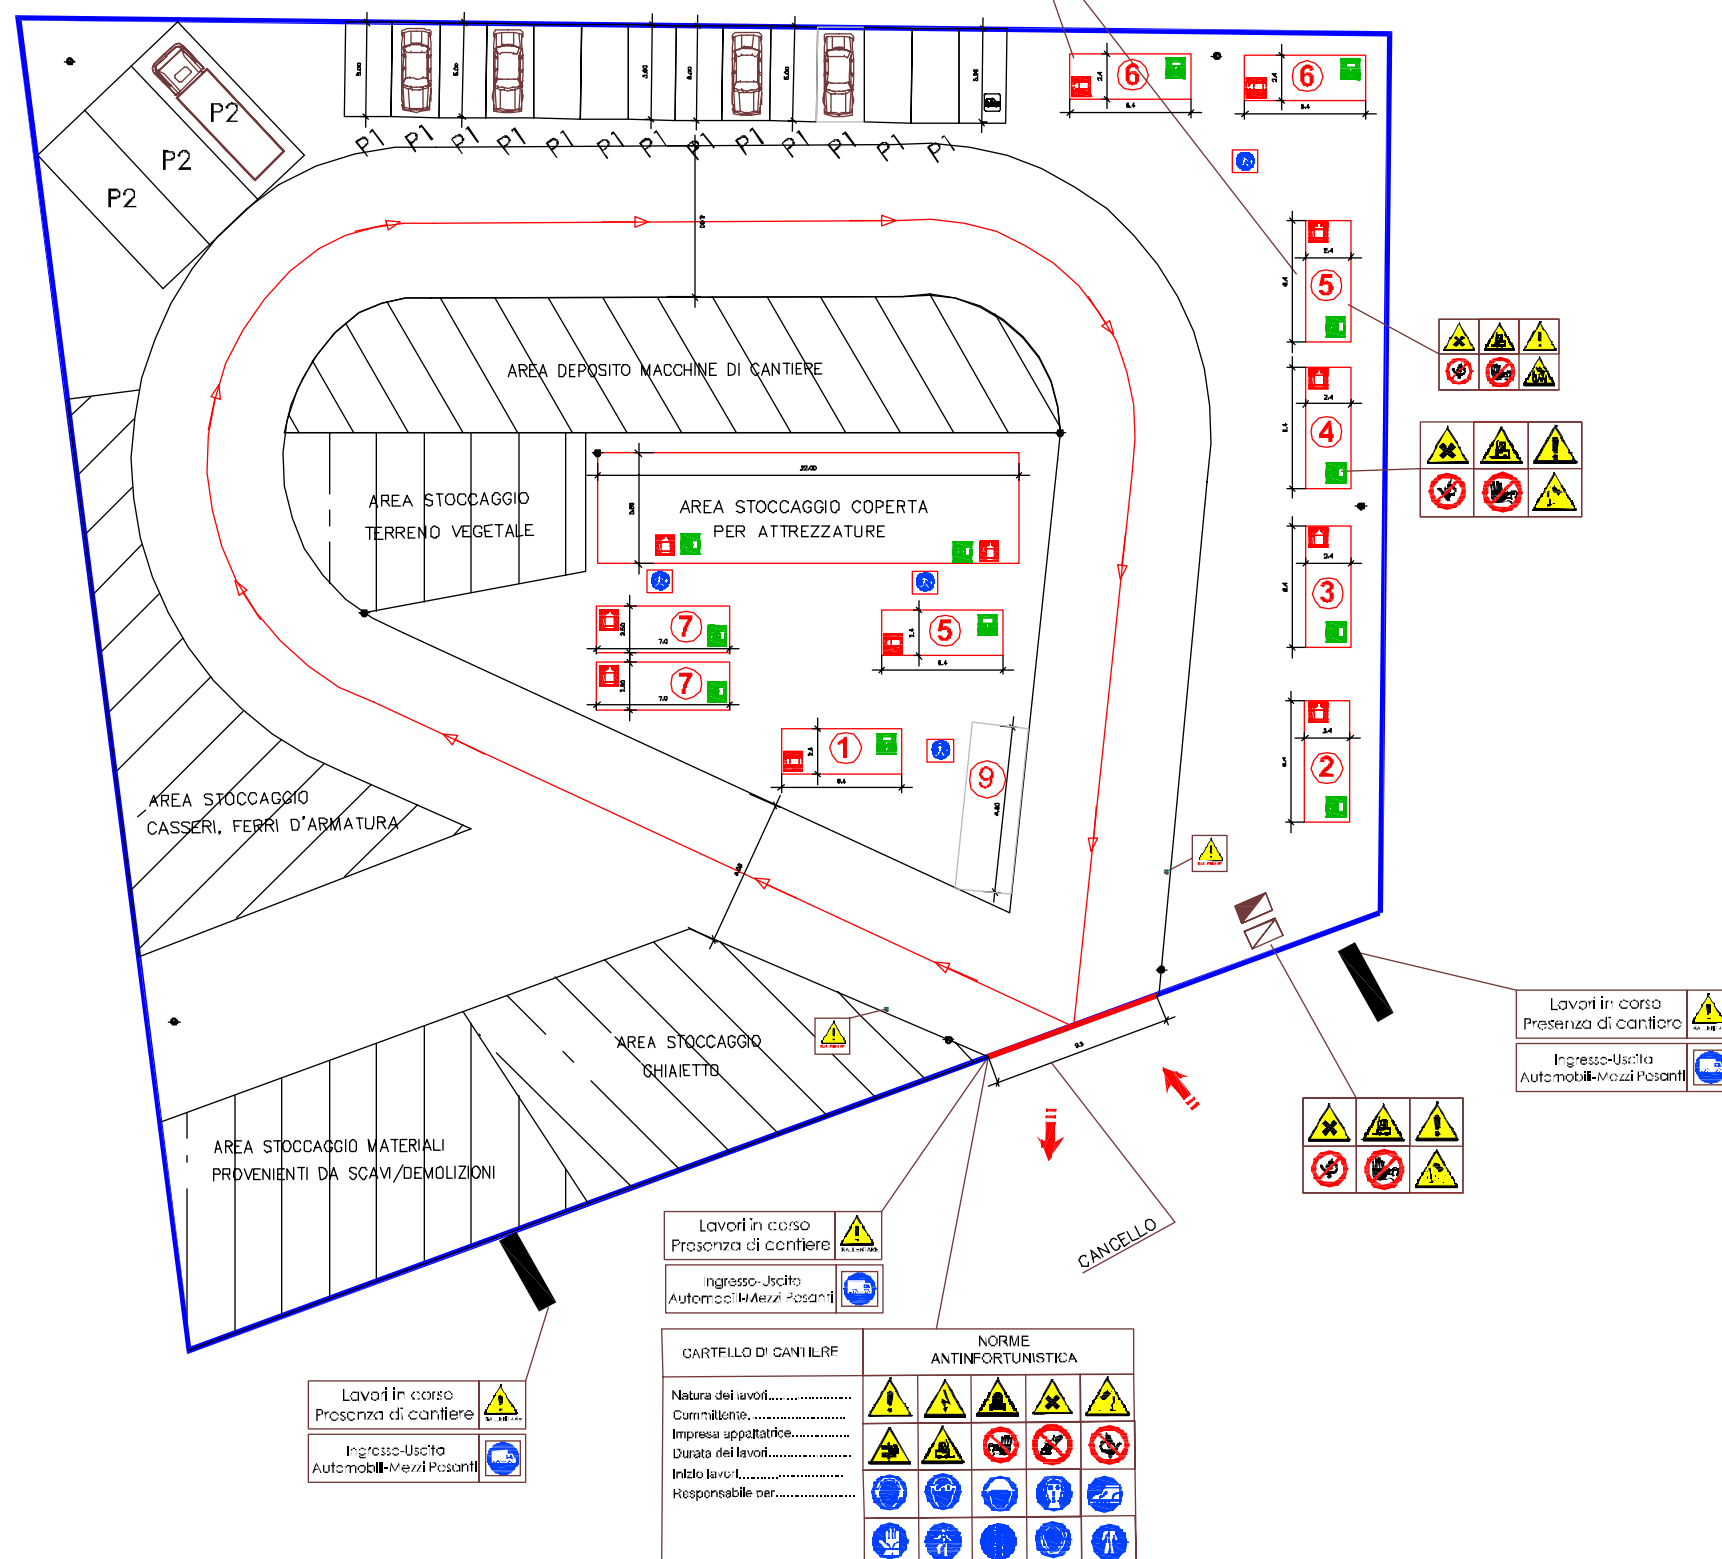 6
6
P2
P2
P2
P1
P1
P1
P1
P1
P1
P1
P1
P1
P1
P1
P1
P1
5
AREA DEPOSITO MACCHINE DI CANTIERE
4
22.00
AREA STOCCAGGIO
TERRENO VEGETALE
AREA STOCCAGGIO COPERTA
PER ATTREZZATURE
3
7
5
7
1
9
2
AREA STOCCAGGIO
CASSERI, FERRI D'ARMATURA
AREA STOCCAGGIO
GHIAIETTO
AREA STOCCAGGIO MATERIALI
PROVENIENTI DA SCAVI/DEMOLIZIONI
Lavori in corso
Presenza di cantiere
Ingresso-Uscita
Automobili-Mezzi Pesanti
CANCELLO
Lavori in corso
Presenza di cantiere
RALLENTARE
Ingresso-Uscita
Automobili-Mezzi Pesanti
Lavori in corso
Presenza di cantiere
Ingresso-Uscita
Automobili-Mezzi Pesanti
CARTELLO DI CANTIERE
NORME
ANTINFORTUNISTICA
Natura dei lavori
Committente
Impresa appaltatrice
Durata dei lavori
Inizio lavori
Responsabile per